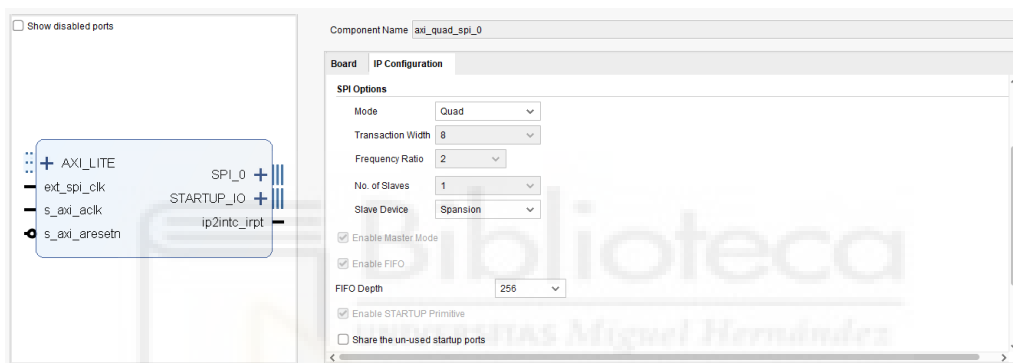 Show disabled ports
AXI_LITE
ext_spi_clk
s_axi_aclk
s_axi_aresetn
SPI_0
STARTUP_IO
ip2intc_irpt
Component Name axi_quad_spi_0
Board IP Configuration
SPI Options
Mode Quad
Transaction Width 8
Frequency Ratio 2
No. of Slaves 1
Slave Device Spansion
Enable Master Mode
Enable FIFO
FIFO Depth 256
Enable STARTUP Primitive
Share the un-used startup ports
Biblioteca
UNIVERSITAS Miguel Hernández